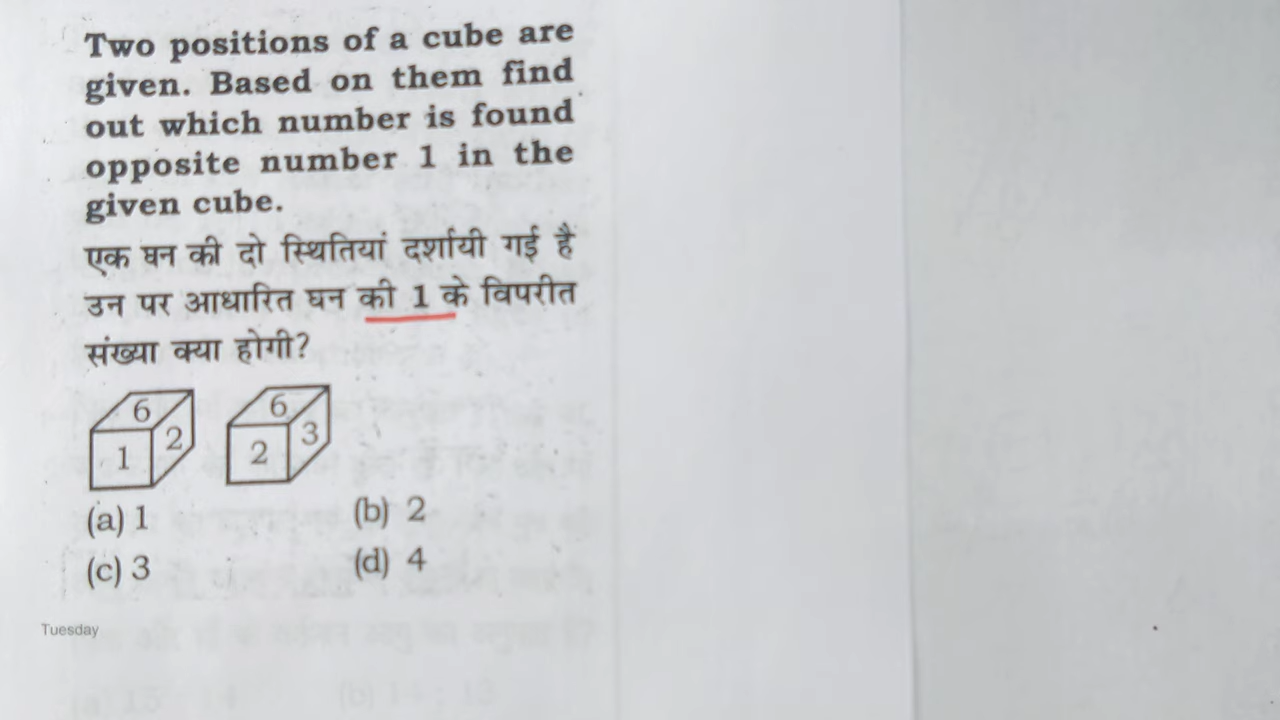 Two positions of a cube are
given. Based on them find
out which number is found
opposite number 1 in the
given cube.
एक घन की दो स्थितियां दर्शायी गई है
उन पर आधारित घन की 1 के विपरीत
संख्या क्या होगी?
6 1 2
6 2 3
(a) 1 (b) 2
(c) 3 (d) 4
Tuesday